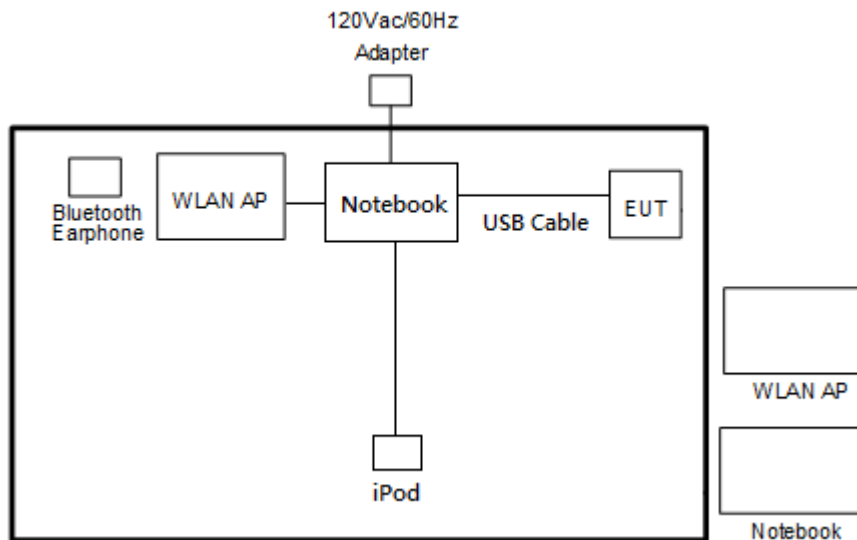 120Vac/60Hz
Adapter
WLAN AP
Notebook
EUT
USB Cable
Bluetooth
Earphone
WLAN AP
iPod
Notebook